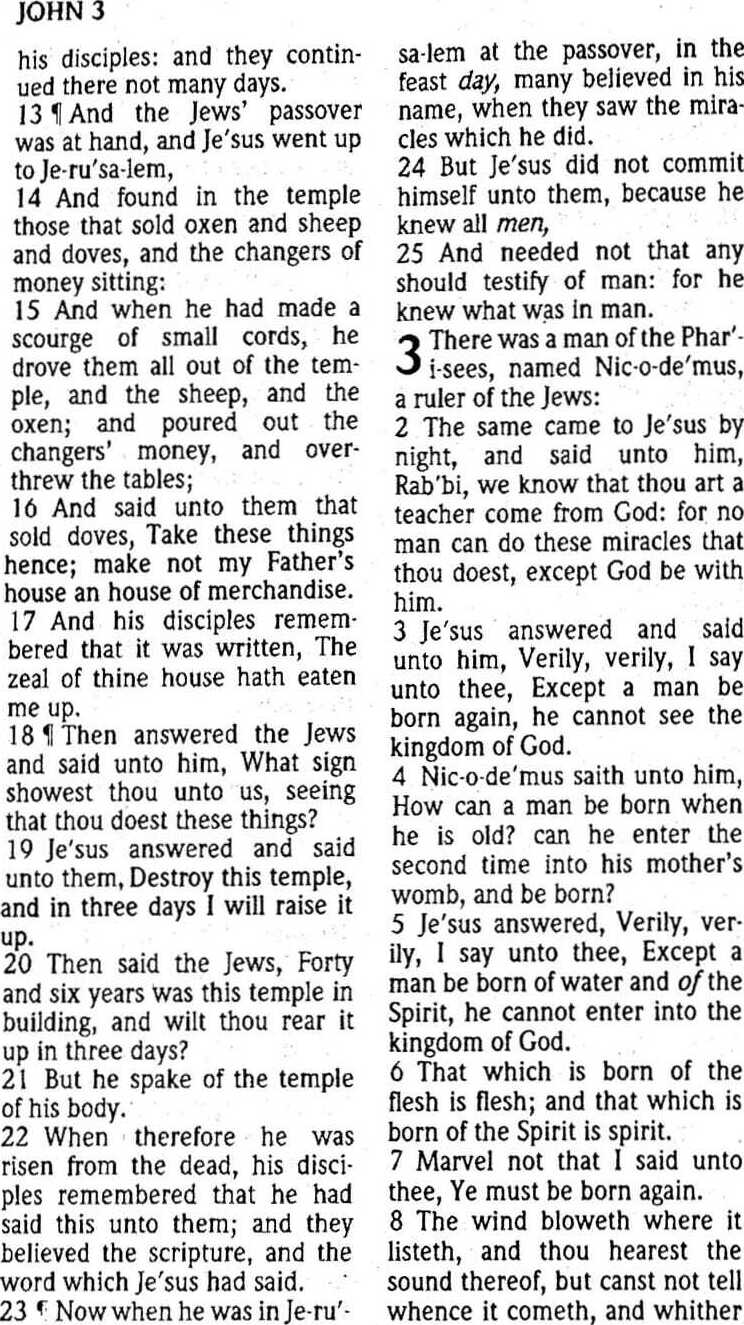 JOHN 3
his disciples: and they contin-
ued there not many days.
13 ¶ And the Jews' passover
was at hand, and Je'sus went up
to Je-ru'sa-lem,
14 And found in the temple
those that sold oxen and sheep
and doves, and the changers of
money sitting:
15 And when he had made a
scourge of small cords, he
drove them all out of the tem-
ple, and the sheep, and the
oxen; and poured out the
changers' money, and over-
threw the tables;
16 And said unto them that
sold doves, Take these things
hence; make not my Father's
house an house of merchandise.
17 And his disciples remem-
bered that it was written, The
zeal of thine house hath eaten
me up.
18 ¶ Then answered the Jews
and said unto him, What sign
showest thou unto us, seeing
that thou doest these things?
19 Je'sus answered and said
unto them, Destroy this temple,
and in three days I will raise it
up.
20 Then said the Jews, Forty
and six years was this temple in
building, and wilt thou rear it
up in three days?
21 But he spake of the temple
of his body.
22 When therefore he was
risen from the dead, his disci-
ples remembered that he had
said this unto them; and they
believed the scripture, and the
word which Je'sus had said.
23 ¶ Now when he was in Je-ru'-
sa-lem at the passover, in the
feast day, many believed in his
name, when they saw the mira-
cles which he did.
24 But Je'sus did not commit
himself unto them, because he
knew all men,
25 And needed not that any
should testify of man: for he
knew what was in man.
3 There was a man of the Phar'-
i-sees, named Nic-o-de'mus,
a ruler of the Jews:
2 The same came to Je'sus by
night, and said unto him,
Rab'bi, we know that thou art a
teacher come from God: for no
man can do these miracles that
thou doest, except God be with
him.
3 Je'sus answered and said
unto him, Verily, verily, I say
unto thee, Except a man be
born again, he cannot see the
kingdom of God.
4 Nic-o-de'mus saith unto him,
How can a man be born when
he is old? can he enter the
second time into his mother's
womb, and be born?
5 Je'sus answered, Verily, ver-
ily, I say unto thee, Except a
man be born of water and of the
Spirit, he cannot enter into the
kingdom of God.
6 That which is born of the
flesh is flesh; and that which is
born of the Spirit is spirit.
7 Marvel not that I said unto
thee, Ye must be born again.
8 The wind bloweth where it
listeth, and thou hearest the
sound thereof, but canst not tell
whence it cometh, and whither